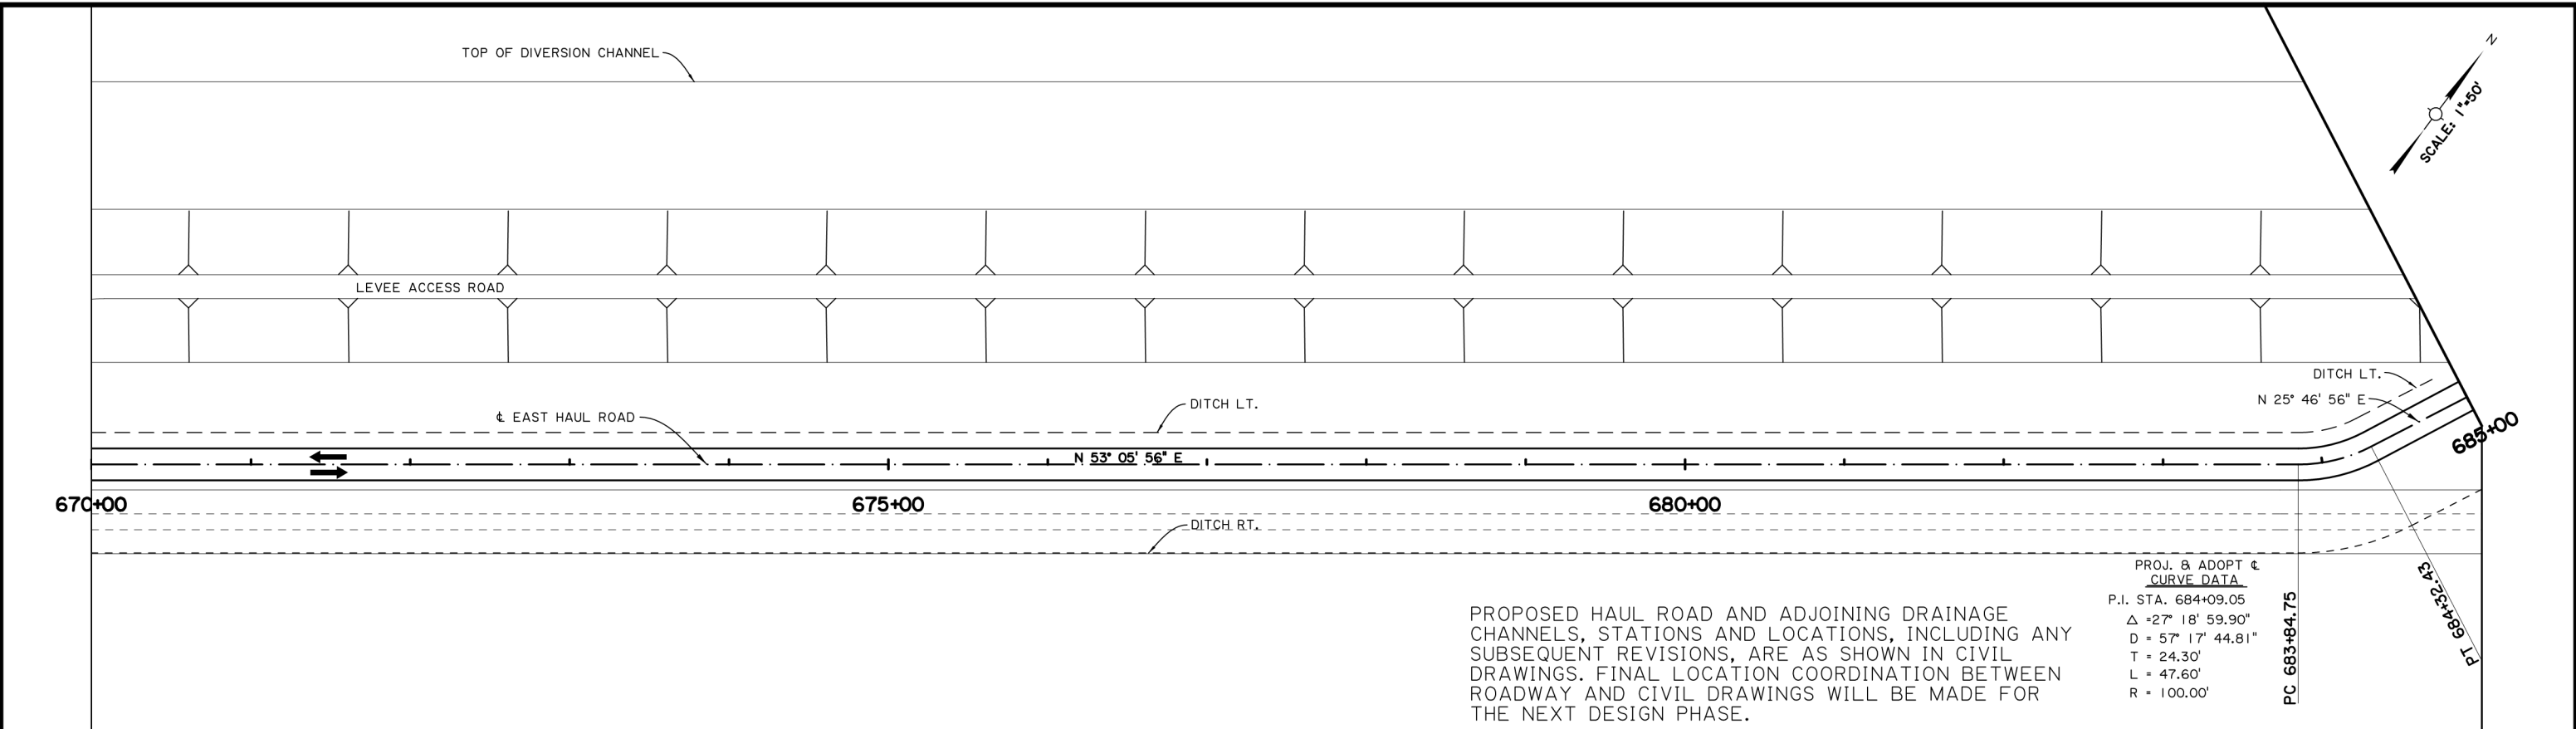 TOP OF DIVERSION CHANNEL
N
SCALE: 1"=50'
LEVEE ACCESS ROAD
DITCH LT.
N 25° 46' 56" E
DITCH LT.
℄ EAST HAUL ROAD
685+00
N 53° 05' 56" E
670+00
675+00
680+00
DITCH RT.
PROJ. & ADOPT ℄
CURVE DATA
P.I. STA. 684+09.05
△ =27° 18' 59.90"
D = 57° 17' 44.81"
T = 24.30'
L = 47.60'
R = 100.00'
PC 683+84.75
PT 684+32.43
PROPOSED HAUL ROAD AND ADJOINING DRAINAGE
CHANNELS, STATIONS AND LOCATIONS, INCLUDING ANY
SUBSEQUENT REVISIONS, ARE AS SHOWN IN CIVIL
DRAWINGS. FINAL LOCATION COORDINATION BETWEEN
ROADWAY AND CIVIL DRAWINGS WILL BE MADE FOR
THE NEXT DESIGN PHASE.